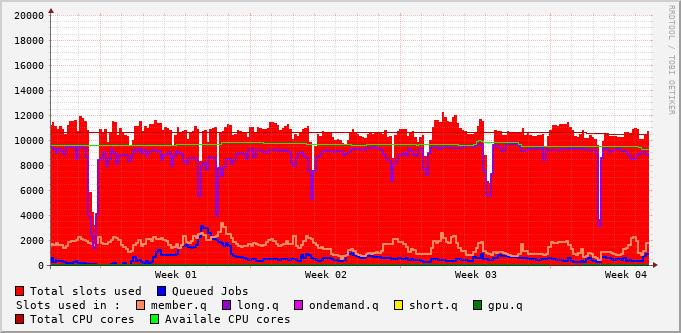 20000
18000
16000
14000
12000
10000
8000
6000
4000
2000
0
Week 01 Week 02 Week 03 Week 04
Total slots used Queued Jobs
Slots used in : member.q long.q ondemand.q short.q gpu.q
Total CPU cores Availale CPU cores
RRDTOOL / TOBI OETIKER